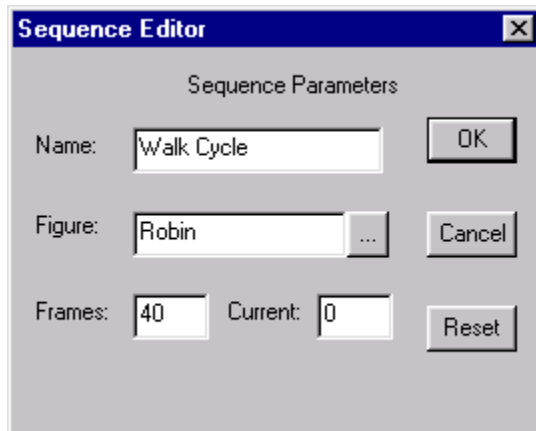 Sequence Editor
Sequence Parameters
Name: Walk Cycle OK
Figure: Robin ... Cancel
Frames: 40 Current: 0 Reset